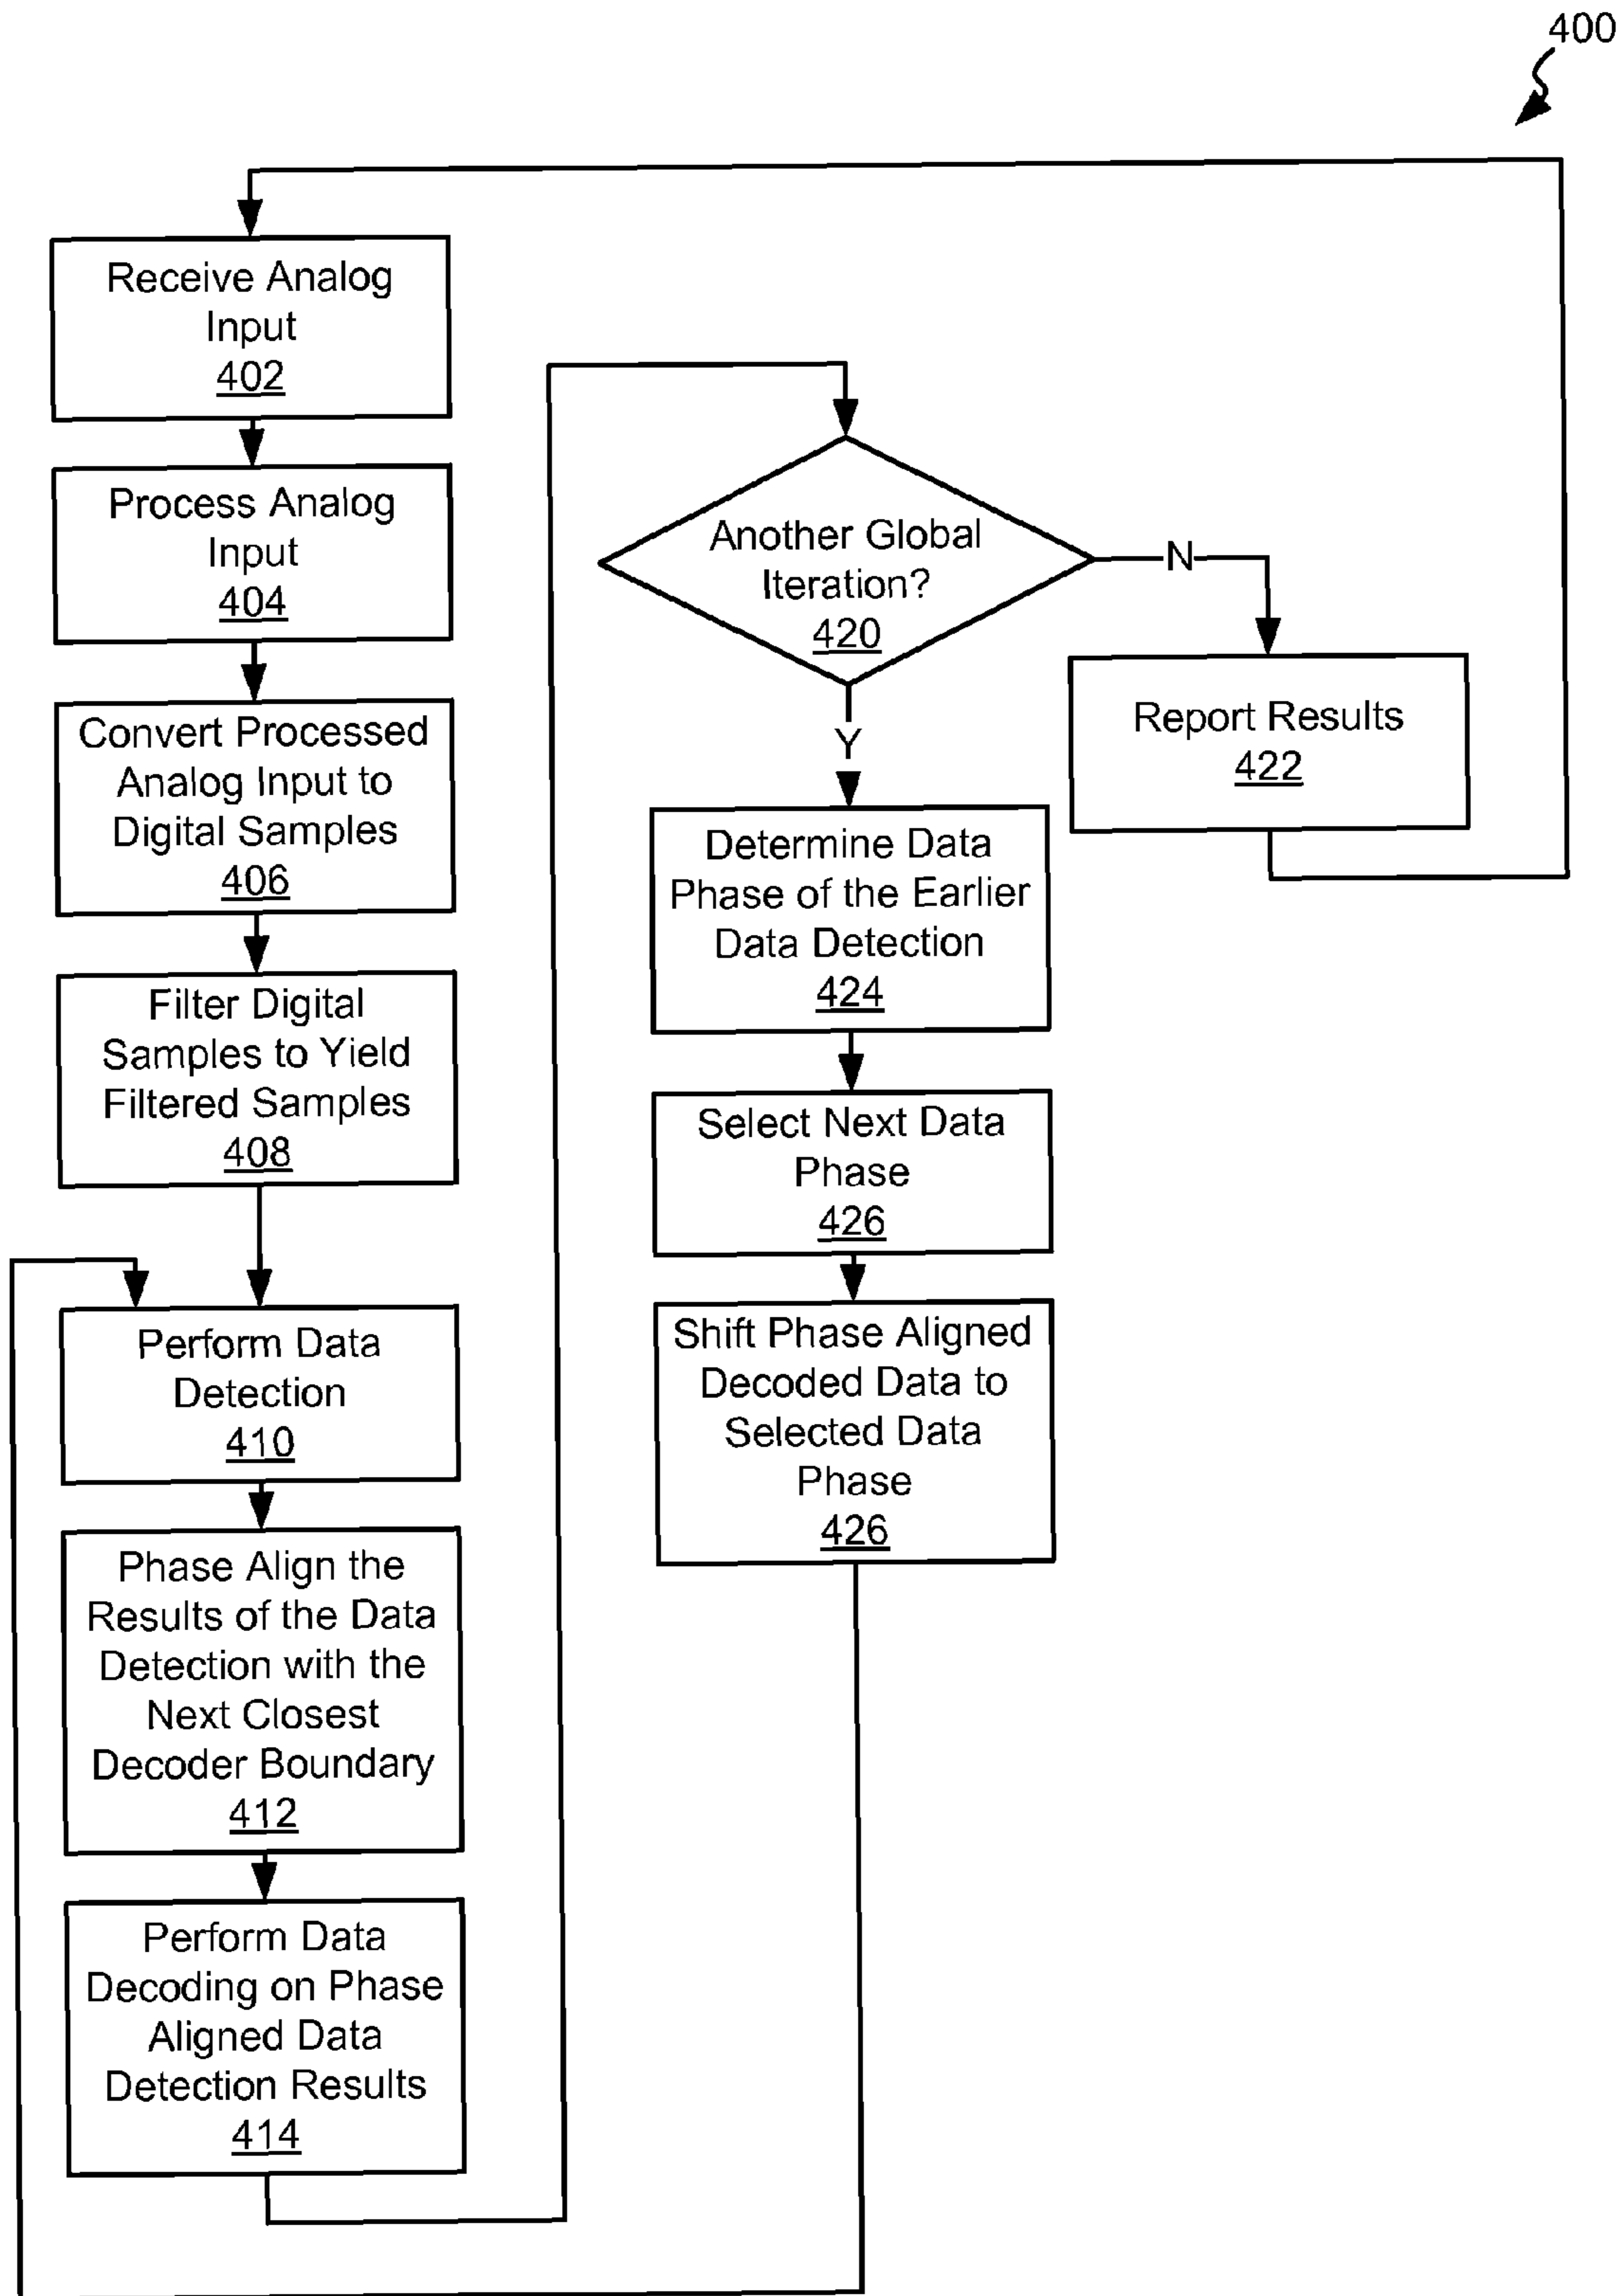 400
Receive Analog
Input
402
Process Analog
Input
404
Convert Processed
Analog Input to
Digital Samples
406
Filter Digital
Samples to Yield
Filtered Samples
408
Perform Data
Detection
410
Phase Align the
Results of the Data
Detection with the
Next Closest
Decoder Boundary
412
Perform Data
Decoding on Phase
Aligned Data
Detection Results
414
Another Global
Iteration?
420
N
Y
Report Results
422
Determine Data
Phase of the Earlier
Data Detection
424
Select Next Data
Phase
426
Shift Phase Aligned
Decoded Data to
Selected Data
Phase
426